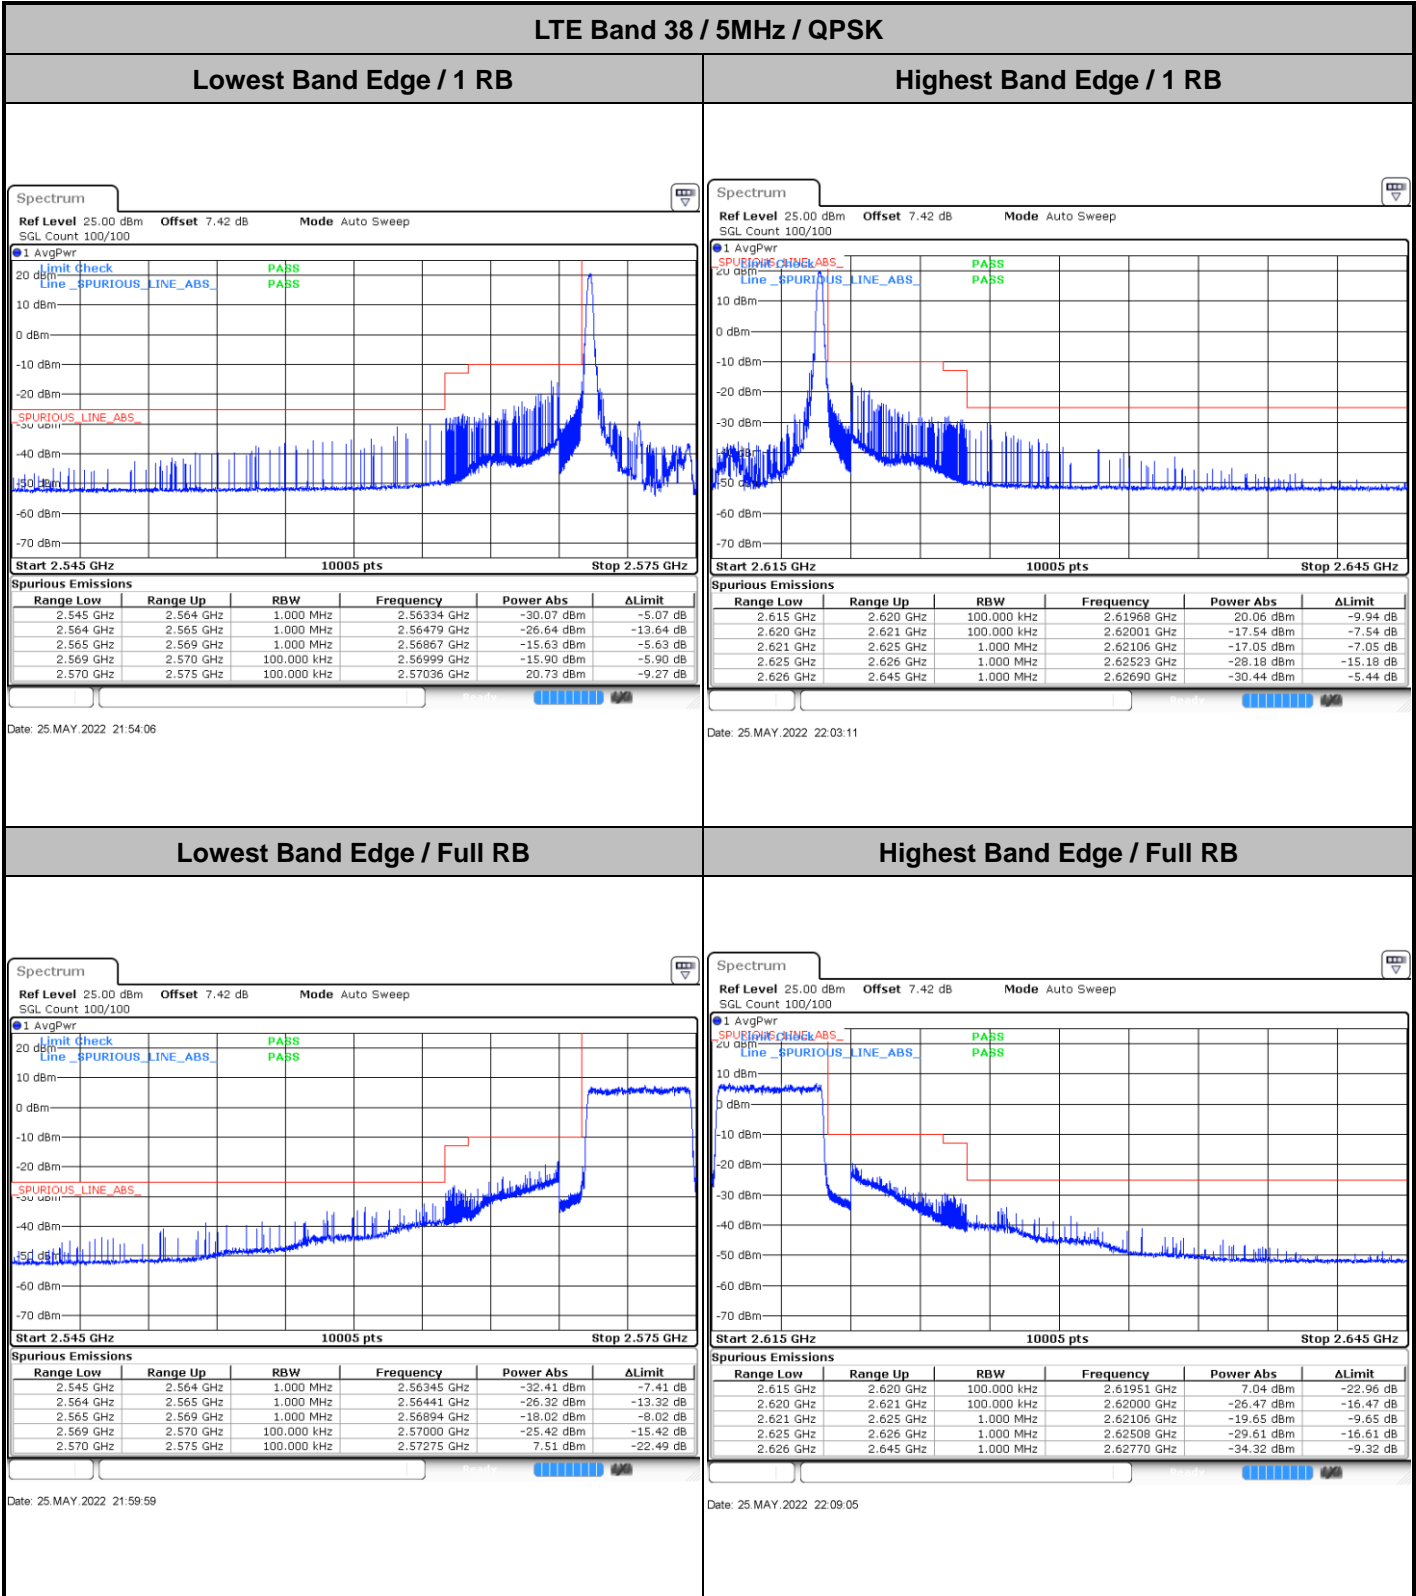 LTE Band 38 / 5MHz / QPSK
Lowest Band Edge / 1 RB
Highest Band Edge / 1 RB
Spectrum
Ref Level 25.00 dBm Offset 7.42 dB Mode Auto Sweep
SGL Count 100/100
1 AvgPwr
Limit Check PASS
Line _SPURIOUS_LINE_ABS_ PASS
20 dBm
10 dBm
0 dBm
-10 dBm
-20 dBm
_SPURIOUS_LINE_ABS_
-30 dBm
-40 dBm
-50 dBm
-60 dBm
-70 dBm
Start 2.545 GHz 10005 pts Stop 2.575 GHz
Spurious Emissions
Range Low Range Up RBW Frequency Power Abs ΔLimit
2.545 GHz 2.564 GHz 1.000 MHz 2.56334 GHz -30.07 dBm -5.07 dB
2.564 GHz 2.565 GHz 1.000 MHz 2.56479 GHz -26.64 dBm -13.64 dB
2.565 GHz 2.569 GHz 1.000 MHz 2.56867 GHz -15.63 dBm -5.63 dB
2.569 GHz 2.570 GHz 100.000 kHz 2.56999 GHz -15.90 dBm -5.90 dB
2.570 GHz 2.575 GHz 100.000 kHz 2.57036 GHz 20.73 dBm -9.27 dB
Ready
Date: 25.MAY.2022 21:54:06
Spectrum
Ref Level 25.00 dBm Offset 7.42 dB Mode Auto Sweep
SGL Count 100/100
1 AvgPwr
_SPURIOUS_LINE_ABS_
Limit Check PASS
20 dBm
Line _SPURIOUS_LINE_ABS_ PASS
10 dBm
0 dBm
-10 dBm
-20 dBm
-30 dBm
-40 dBm
-50 dBm
-60 dBm
-70 dBm
Start 2.615 GHz 10005 pts Stop 2.645 GHz
Spurious Emissions
Range Low Range Up RBW Frequency Power Abs ΔLimit
2.615 GHz 2.620 GHz 100.000 kHz 2.61968 GHz 20.06 dBm -9.94 dB
2.620 GHz 2.621 GHz 100.000 kHz 2.62001 GHz -17.54 dBm -7.54 dB
2.621 GHz 2.625 GHz 1.000 MHz 2.62106 GHz -17.05 dBm -7.05 dB
2.625 GHz 2.626 GHz 1.000 MHz 2.62523 GHz -28.18 dBm -15.18 dB
2.626 GHz 2.645 GHz 1.000 MHz 2.62690 GHz -30.44 dBm -5.44 dB
Ready
Date: 25.MAY.2022 22:03:11
Lowest Band Edge / Full RB
Highest Band Edge / Full RB
Spectrum
Ref Level 25.00 dBm Offset 7.42 dB Mode Auto Sweep
SGL Count 100/100
1 AvgPwr
Limit Check PASS
20 dBm
Line _SPURIOUS_LINE_ABS_ PASS
10 dBm
0 dBm
-10 dBm
-20 dBm
_SPURIOUS_LINE_ABS_
-30 dBm
-40 dBm
-50 dBm
-60 dBm
-70 dBm
Start 2.545 GHz 10005 pts Stop 2.575 GHz
Spurious Emissions
Range Low Range Up RBW Frequency Power Abs ΔLimit
2.545 GHz 2.564 GHz 1.000 MHz 2.56345 GHz -32.41 dBm -7.41 dB
2.564 GHz 2.565 GHz 1.000 MHz 2.56441 GHz -26.32 dBm -13.32 dB
2.565 GHz 2.569 GHz 1.000 MHz 2.56894 GHz -18.02 dBm -8.02 dB
2.569 GHz 2.570 GHz 100.000 kHz 2.57000 GHz -25.42 dBm -15.42 dB
2.570 GHz 2.575 GHz 100.000 kHz 2.57275 GHz 7.51 dBm -22.49 dB
Ready
Date: 25.MAY.2022 21:59:59
Spectrum
Ref Level 25.00 dBm Offset 7.42 dB Mode Auto Sweep
SGL Count 100/100
1 AvgPwr
_SPURIOUS_LINE_ABS_
Limit Check PASS
20 dBm
Line _SPURIOUS_LINE_ABS_ PASS
10 dBm
0 dBm
-10 dBm
-20 dBm
-30 dBm
-40 dBm
-50 dBm
-60 dBm
-70 dBm
Start 2.615 GHz 10005 pts Stop 2.645 GHz
Spurious Emissions
Range Low Range Up RBW Frequency Power Abs ΔLimit
2.615 GHz 2.620 GHz 100.000 kHz 2.61951 GHz 7.04 dBm -22.96 dB
2.620 GHz 2.621 GHz 100.000 kHz 2.62000 GHz -26.47 dBm -16.47 dB
2.621 GHz 2.625 GHz 1.000 MHz 2.62106 GHz -19.65 dBm -9.65 dB
2.625 GHz 2.626 GHz 1.000 MHz 2.62508 GHz -29.61 dBm -16.61 dB
2.626 GHz 2.645 GHz 1.000 MHz 2.62770 GHz -34.32 dBm -9.32 dB
Ready
Date: 25.MAY.2022 22:09:05